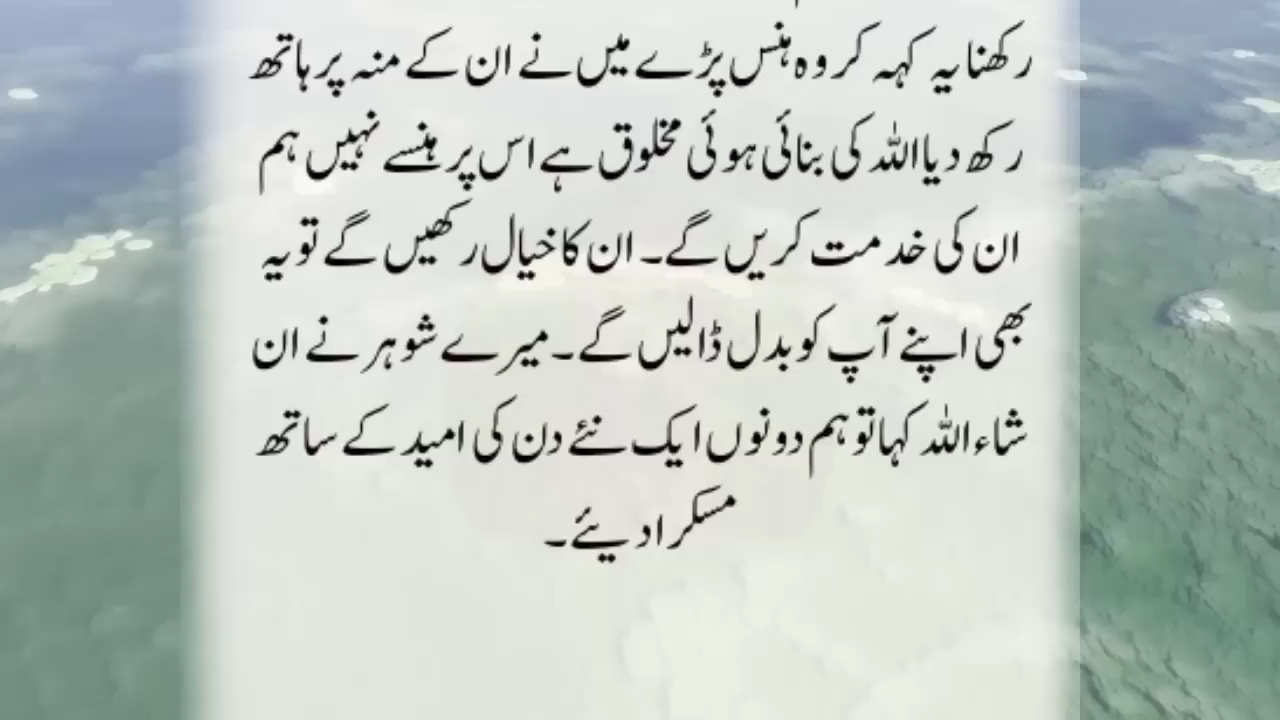 رکھنا یہ کہہ کر وہ ہنس پڑے میں نے ان کے منہ پر ہاتھ
رکھ دیا اللہ کی بنائی ہوئی مخلوق ہے اس پر ہنسے نہیں ہم
ان کی خدمت کریں گے۔ ان کا خیال رکھیں گے تو یہ
بھی اپنے آپ کو بدل ڈالیں گے۔ میرے شوہر نے ان
شاء اللہ کہا تو ہم دونوں ایک نئے دن کی امید کے ساتھ
مسکرا دیئے۔